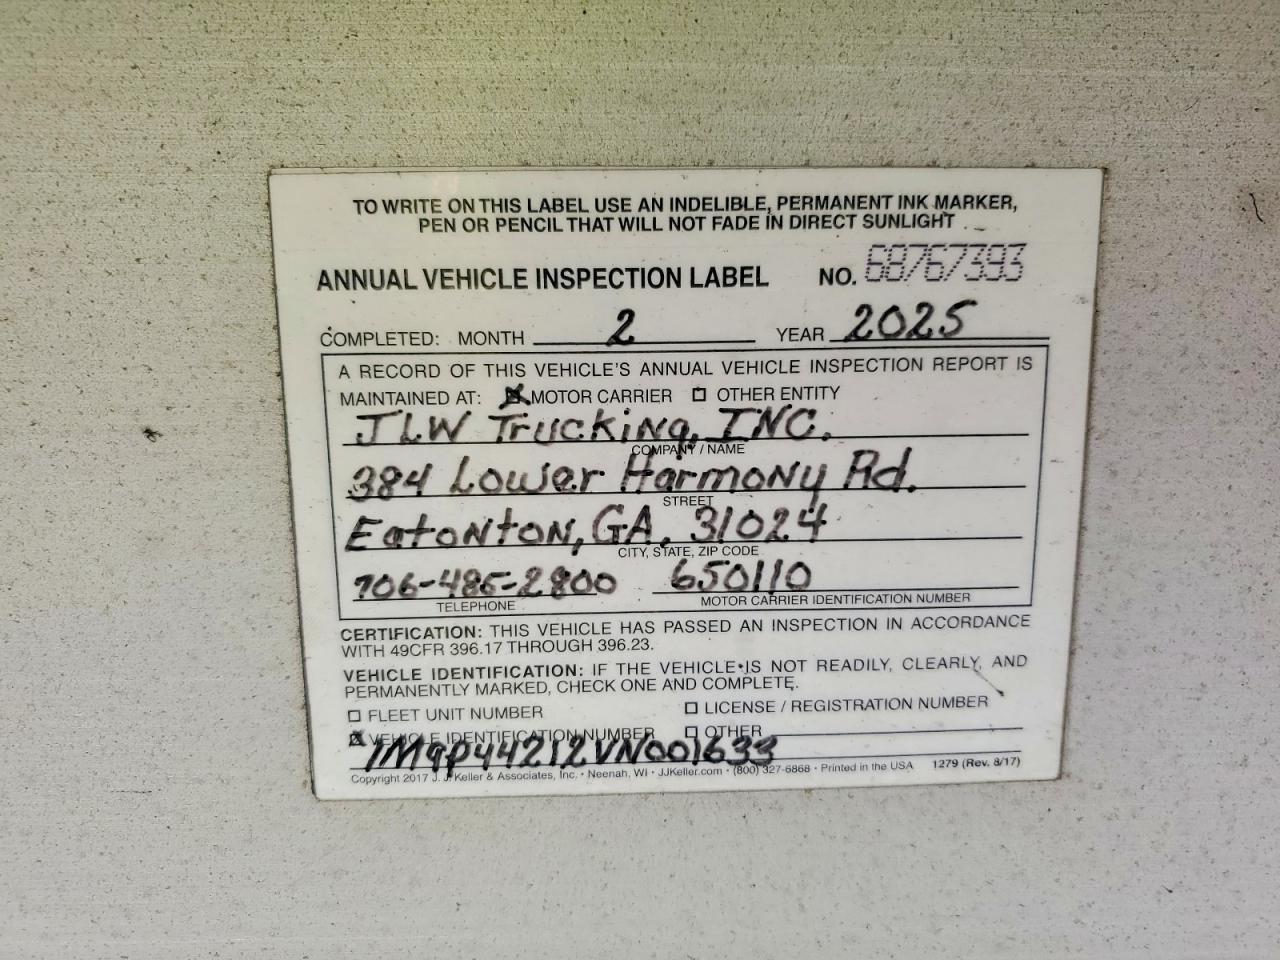 TO WRITE ON THIS LABEL USE AN INDELIBLE, PERMANENT INK MARKER,
PEN OR PENCIL THAT WILL NOT FADE IN DIRECT SUNLIGHT
ANNUAL VEHICLE INSPECTION LABEL NO. 68767393
COMPLETED: MONTH 2 YEAR 2025
A RECORD OF THIS VEHICLE'S ANNUAL VEHICLE INSPECTION REPORT IS
MAINTAINED AT: ☒ MOTOR CARRIER ☐ OTHER ENTITY
JLW Trucking, INC.
COMPANY / NAME
384 Lower Harmony Rd.
STREET
Eatonton, GA, 31024
CITY, STATE, ZIP CODE
706-485-2800 650110
TELEPHONE MOTOR CARRIER IDENTIFICATION NUMBER
CERTIFICATION: THIS VEHICLE HAS PASSED AN INSPECTION IN ACCORDANCE
WITH 49CFR 396.17 THROUGH 396.23.
VEHICLE IDENTIFICATION: IF THE VEHICLE IS NOT READILY, CLEARLY, AND
PERMANENTLY MARKED, CHECK ONE AND COMPLETE.
☐ FLEET UNIT NUMBER ☐ LICENSE / REGISTRATION NUMBER
☒ VEHICLE IDENTIFICATION NUMBER ☐ OTHER
1M9P44212VN001633
Copyright 2017 J. J. Keller & Associates, Inc. • Neenah, WI • JJKeller.com • (800) 327-6868 • Printed in the USA 1279 (Rev. 8/17)